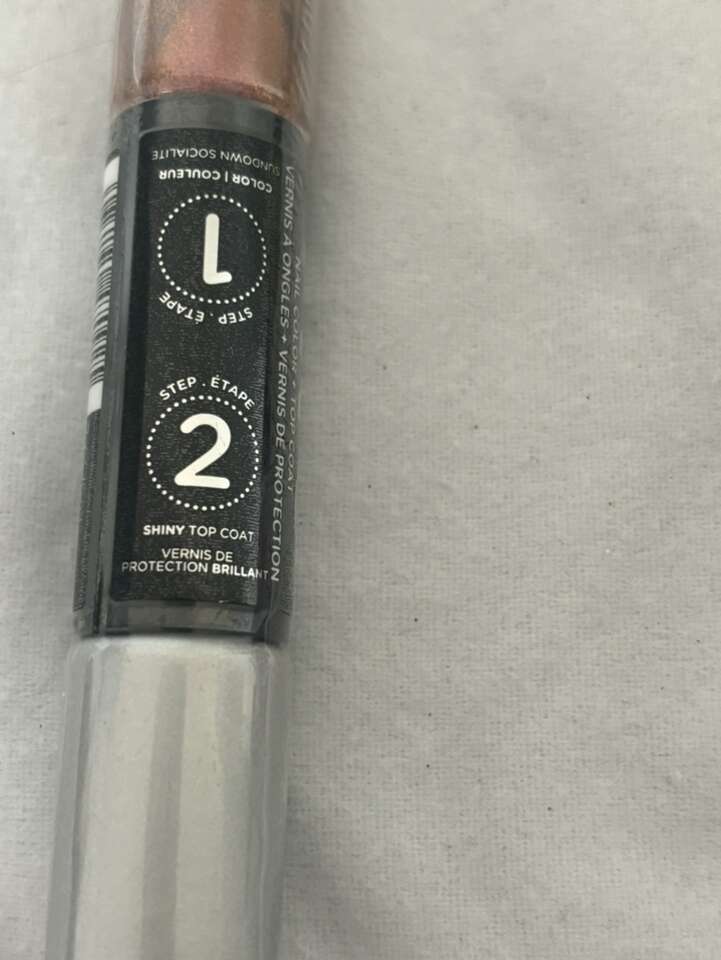 SUNDOWN SOCIALITE
COLOR | COULEUR
1
STEP . ÉTAPE
STEP . ÉTAPE
2
SHINY TOP COAT
VERNIS DE
PROTECTION BRILLANT
NAIL COLOR + TOP COAT
VERNIS À ONGLES + VERNIS DE PROTECTION